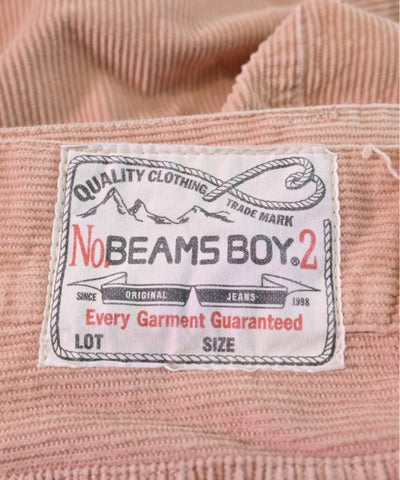 QUALITY CLOTHING
TRADE MARK
No. BEAMS BOY® 2
SINCE ORIGINAL JEANS 1998
Every Garment Guaranteed
LOT SIZE